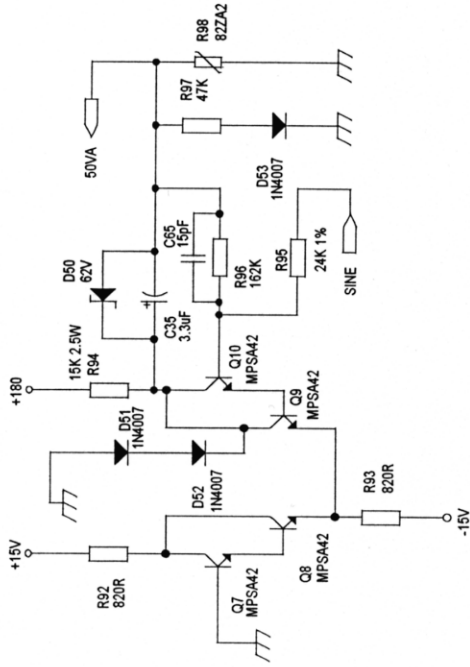 50VA
R98
82ZA2
R97
47K
D53
1N4007
D50
62V
C65
15pF
+
C35
3.3uF
R96
162K
R95
24K 1%
SINE
+180
15K 2.5W
R94
Q10
MPSA42
D51
1N4007
D52
1N4007
Q9
MPSA42
+15V
R92
820R
Q7
MPSA42
Q8
MPSA42
R93
820R
-15V